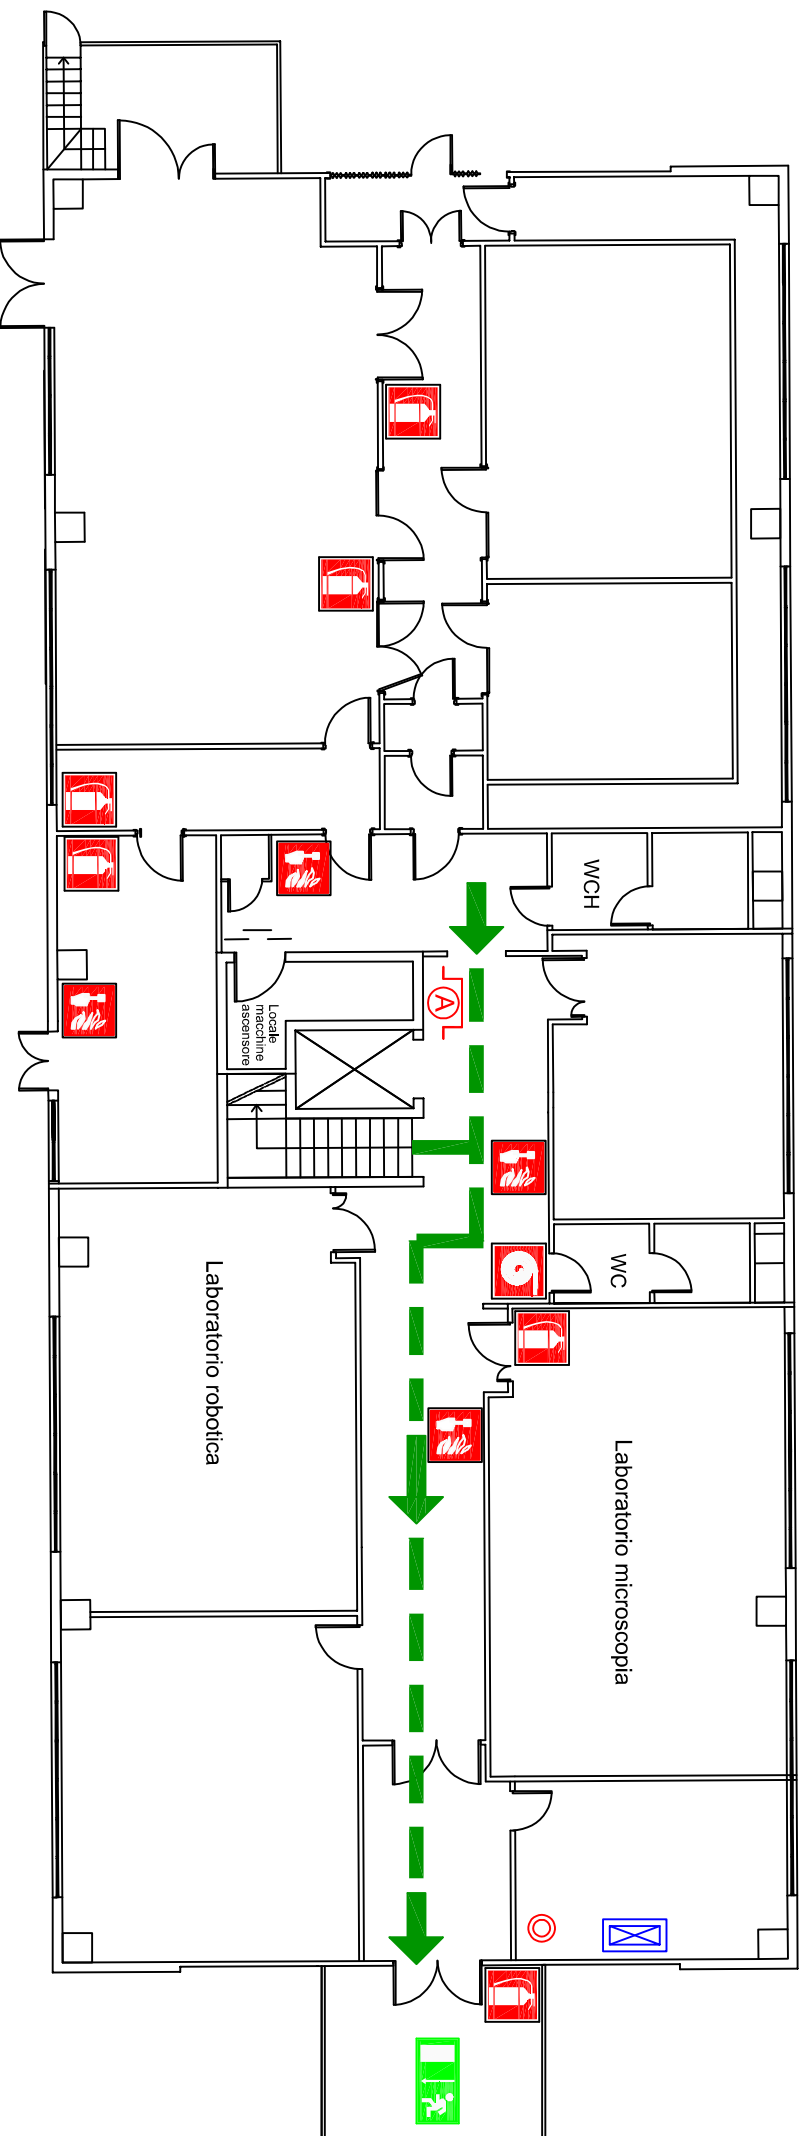 WCH
Locale
macchine
ascensore
A
WC
Laboratorio robotica
Laboratorio microscopia